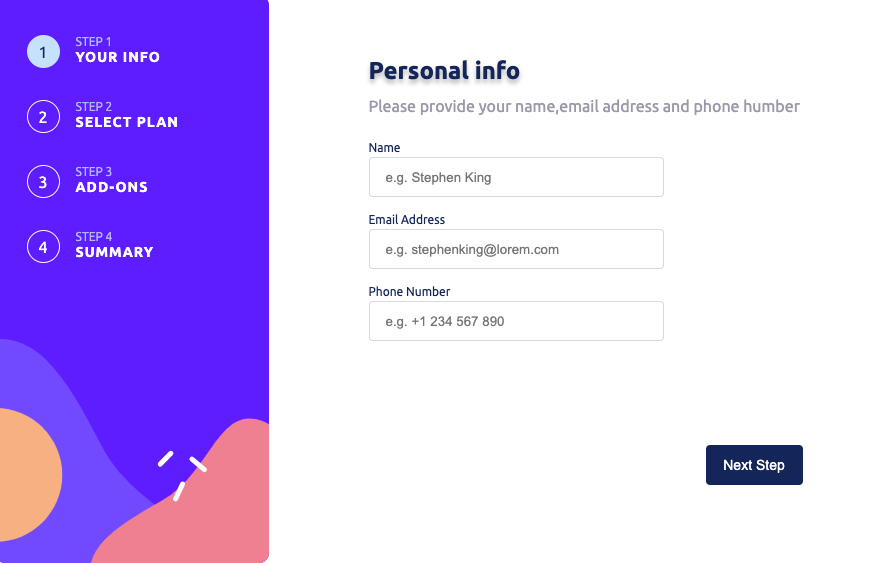 1
STEP 1
YOUR INFO
2
STEP 2
SELECT PLAN
3
STEP 3
ADD-ONS
4
STEP 4
SUMMARY
Personal info
Please provide your name,email address and phone humber
Name
e.g. Stephen King
Email Address
e.g. stephenking@lorem.com
Phone Number
e.g. +1 234 567 890
Next Step